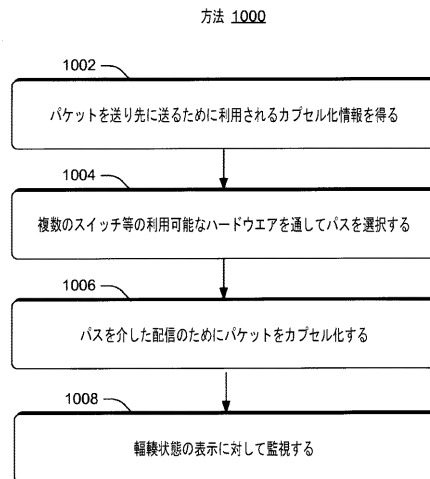 方法 1000
1002
パケットを送り先に送るために利用されるカプセル化情報を得る
1004
複数のスイッチ等の利用可能なハードウエアを通してパスを選択する
1006
パスを介した配信のためにパケットをカプセル化する
1008
輻輳状態の表示に対して監視する